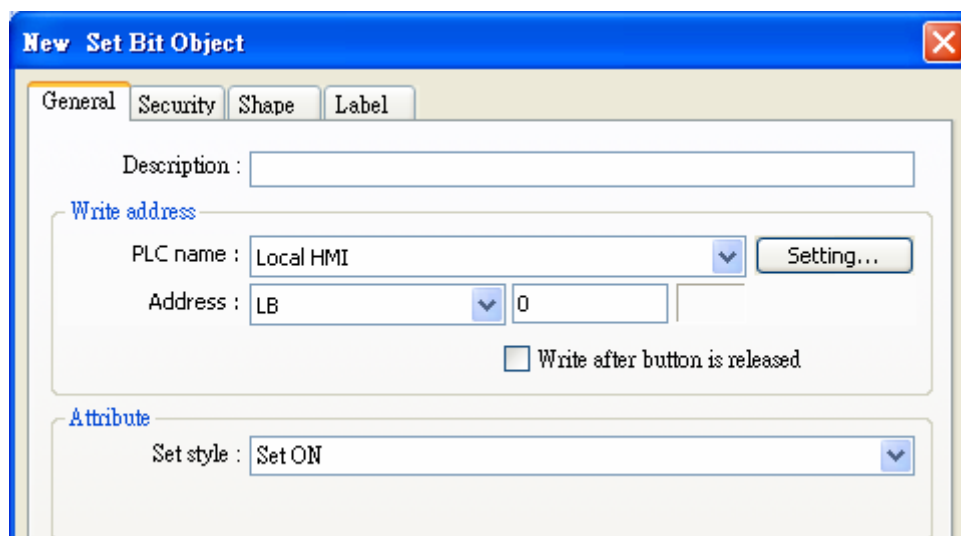 New Set Bit Object
General Security Shape Label
Description :
Write address
PLC name : Local HMI Setting...
Address : LB 0
Write after button is released
Attribute
Set style : Set ON